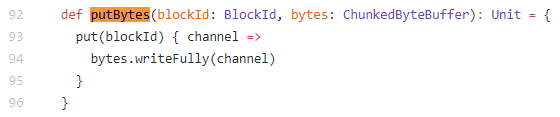 92 def putBytes(blockId: BlockId, bytes: ChunkedByteBuffer): Unit = {
93 put(blockId) { channel =>
94 bytes.writeFully(channel)
95 }
96 }